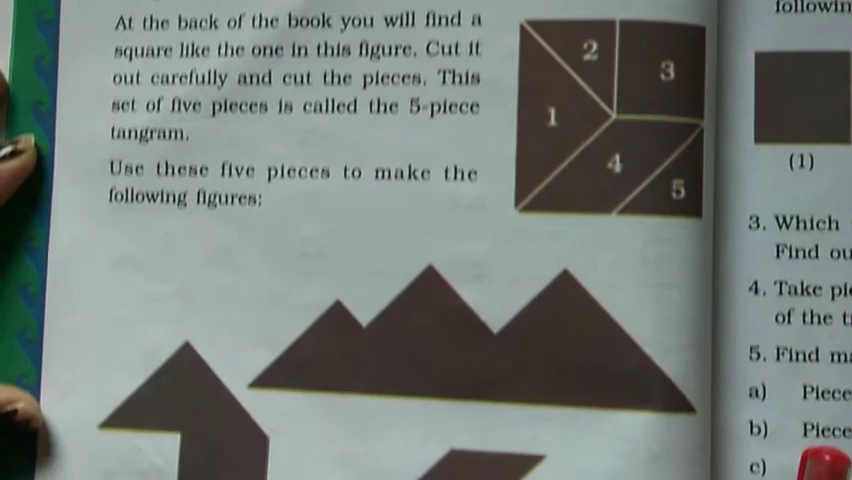 At the back of the book you will find a
square like the one in this figure. Cut it
out carefully and cut the pieces. This
set of five pieces is called the 5-piece
tangram.
Use these five pieces to make the
following figures:
2
3
1
4
5
(1)
3. Which
Find
4. Take
of the
5. Find
a) Piece
b) Piece
c)